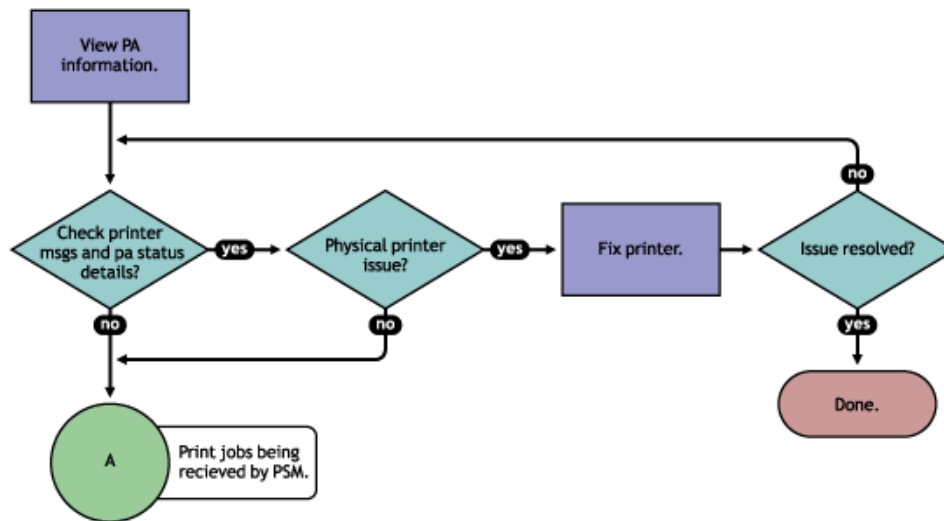 View PA
information.
no
Check printer
msgs and pa status
details?
yes
Physical printer
issue?
yes
Fix printer.
Issue resolved?
no
no
yes
Done.
A
Print jobs being
recieved by PSM.